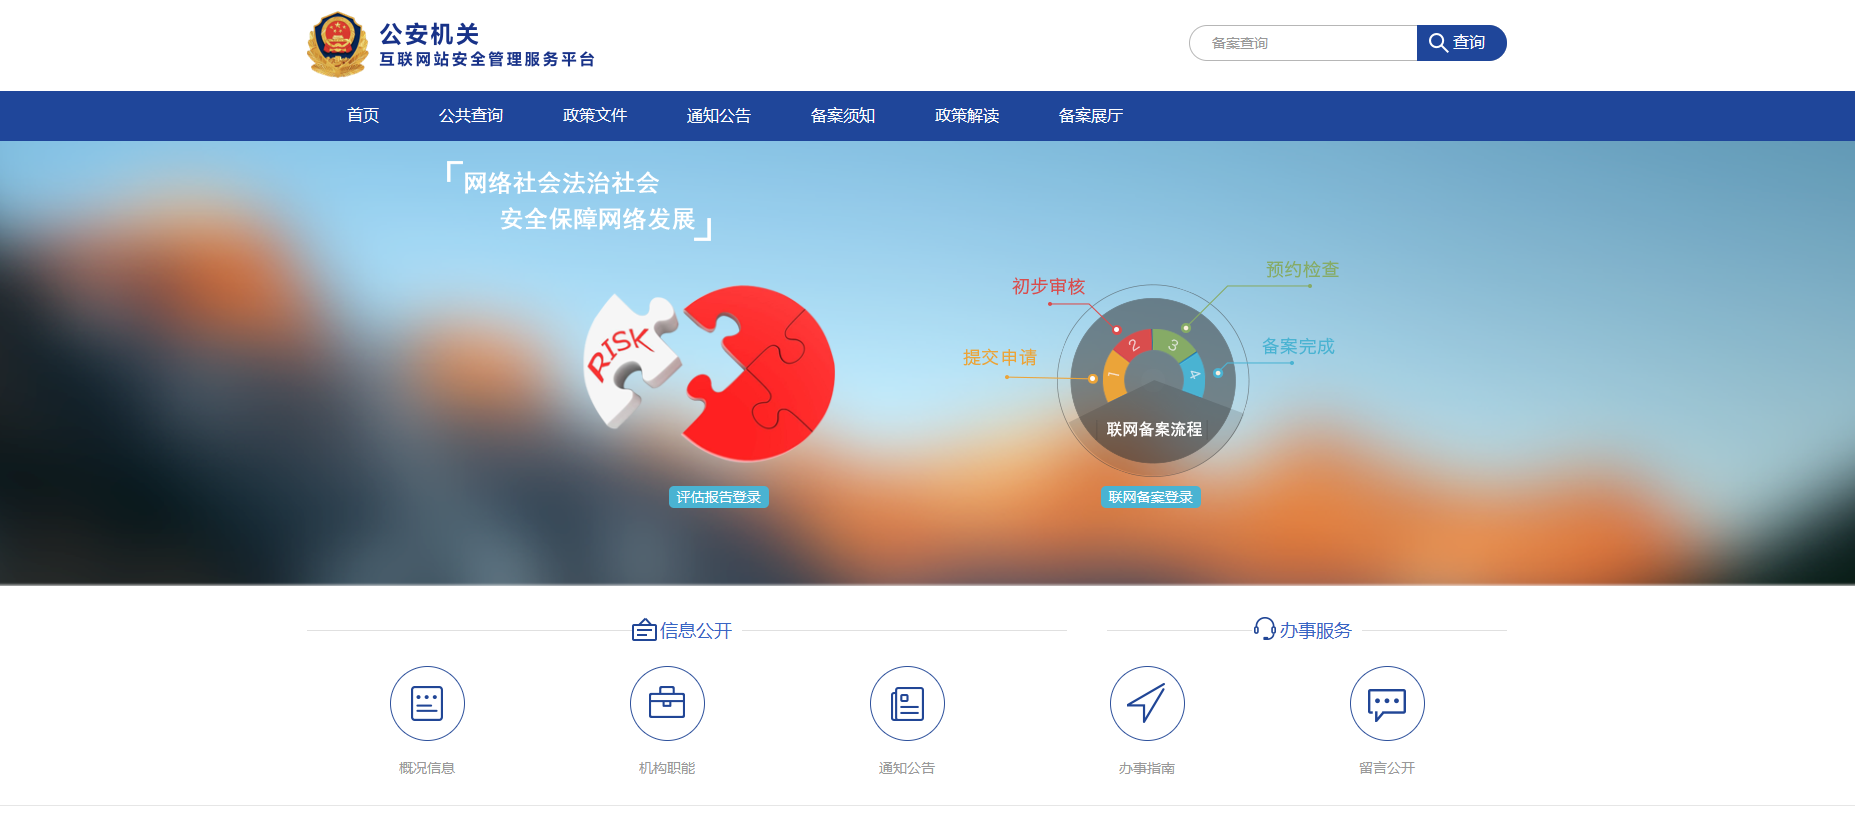 公安机关
互联网站安全管理服务平台
备案查询
查询
首页
公共查询
政策文件
通知公告
备案须知
政策解读
备案展厅
「网络社会法治社会
安全保障网络发展」
RISK
评估报告登录
初步审核
预约检查
提交申请
备案完成
1
2
3
4
联网备案流程
联网备案登录
信息公开
办事服务
概况信息
机构职能
通知公告
办事指南
留言公开